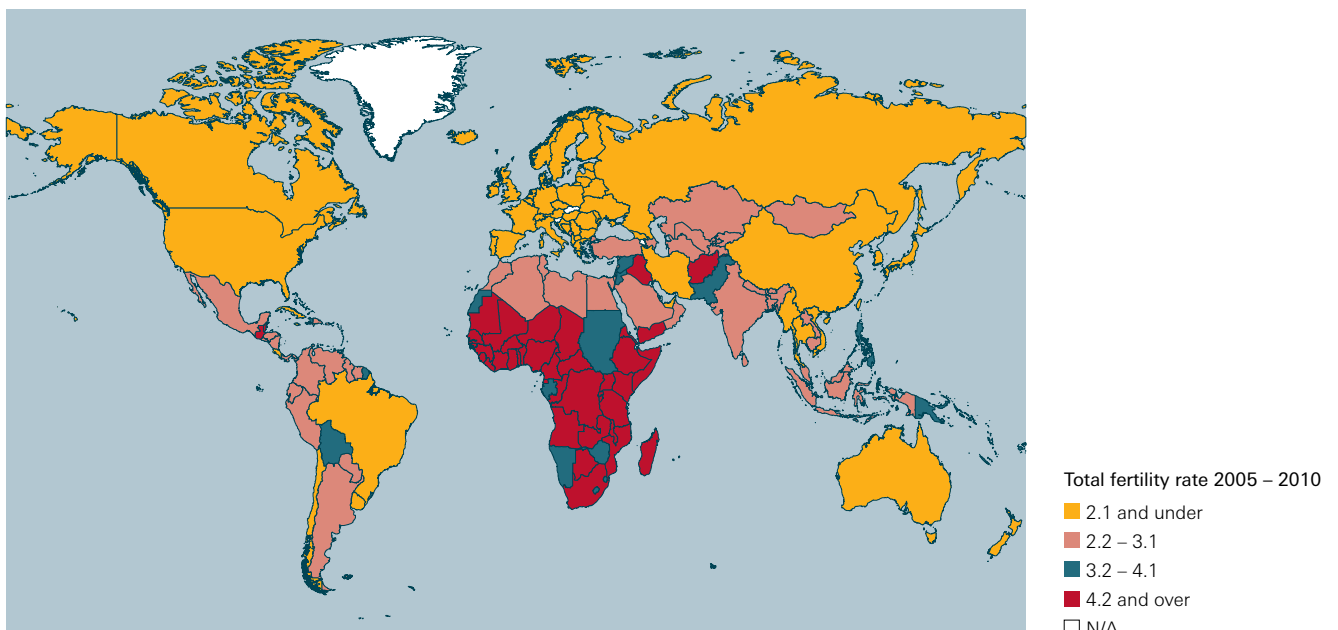 Total fertility rate 2005 – 2010
2.1 and under
2.2 – 3.1
3.2 – 4.1
4.2 and over
N/A